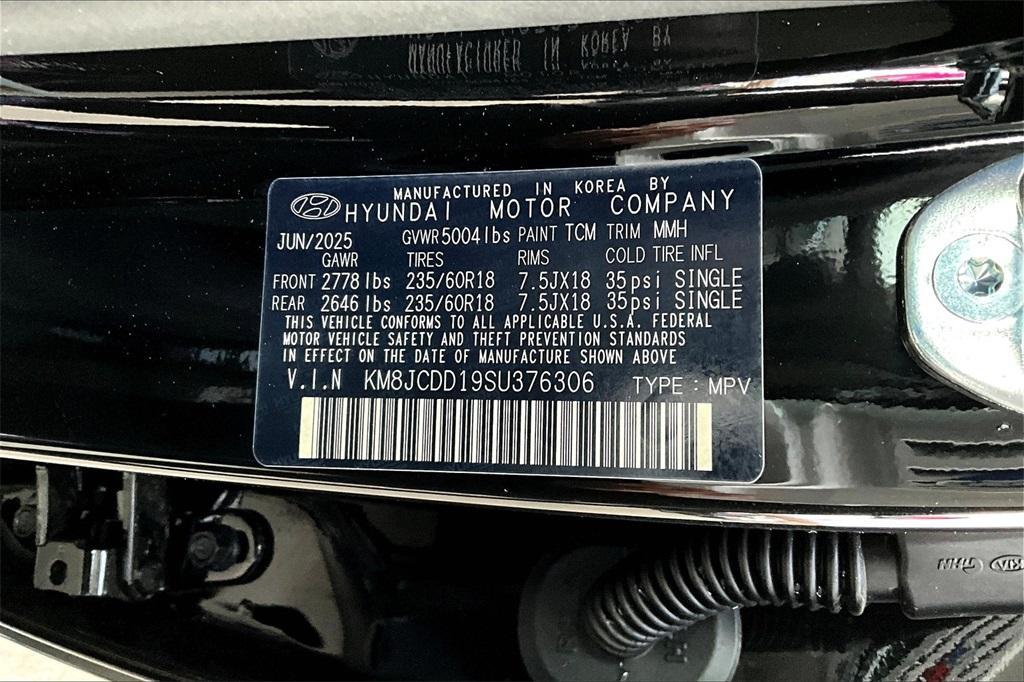 MANUFACTURED IN KOREA BY
HYUNDAI MOTOR COMPANY
JUN/2025 GVWR 5004 lbs PAINT TCM TRIM MMH
GAWR TIRES RIMS COLD TIRE INFL
FRONT 2778 lbs 235/60R18 7.5JX18 35psi SINGLE
REAR 2646 lbs 235/60R18 7.5JX18 35psi SINGLE
THIS VEHICLE CONFORMS TO ALL APPLICABLE U.S.A. FEDERAL
MOTOR VEHICLE SAFETY AND THEFT PREVENTION STANDARDS
IN EFFECT ON THE DATE OF MANUFACTURE SHOWN ABOVE
V.I.N KM8JCDD19SU376306 TYPE : MPV
KIA